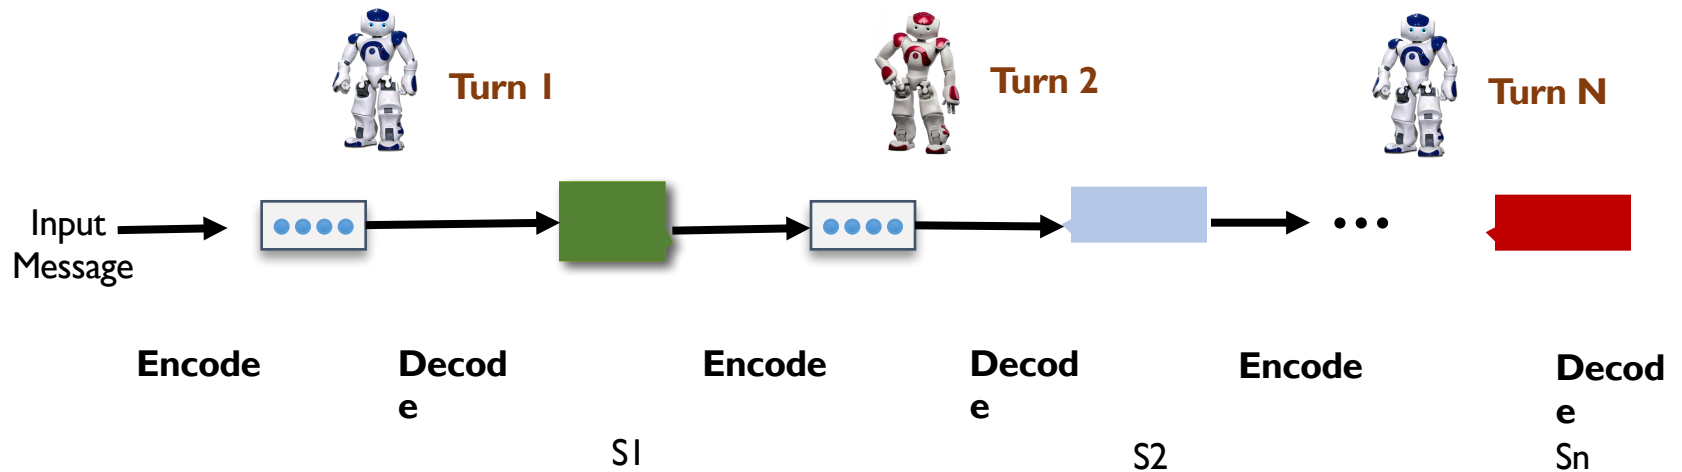 Turn 1
Turn 2
Turn N
Input
Message
Encode
Decod
e
Encode
Decod
e
Encode
Decod
e
S1
S2
Sn